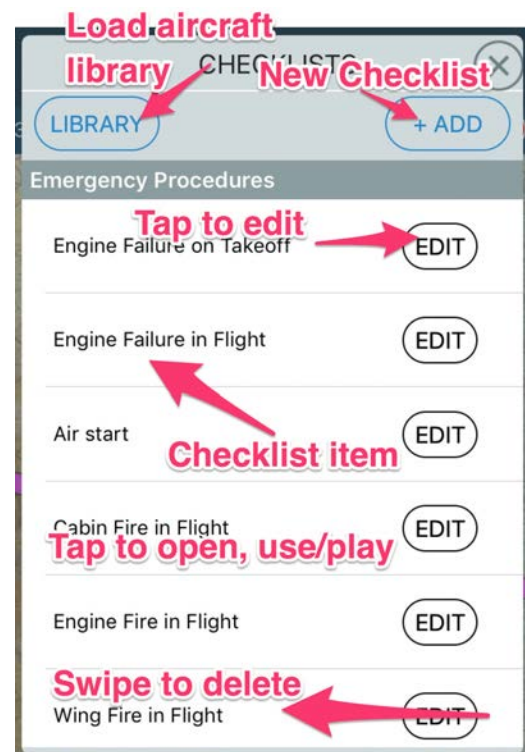 Load aircraft
library
CHECKLISTS
New Checklist
LIBRARY
+ ADD
Emergency Procedures
Tap to edit
Engine Failure on Takeoff
EDIT
Engine Failure in Flight
EDIT
Air start
EDIT
Checklist item
Cabin Fire in Flight
EDIT
Tap to open, use/play
Engine Fire in Flight
EDIT
Swipe to delete
Wing Fire in Flight
EDIT